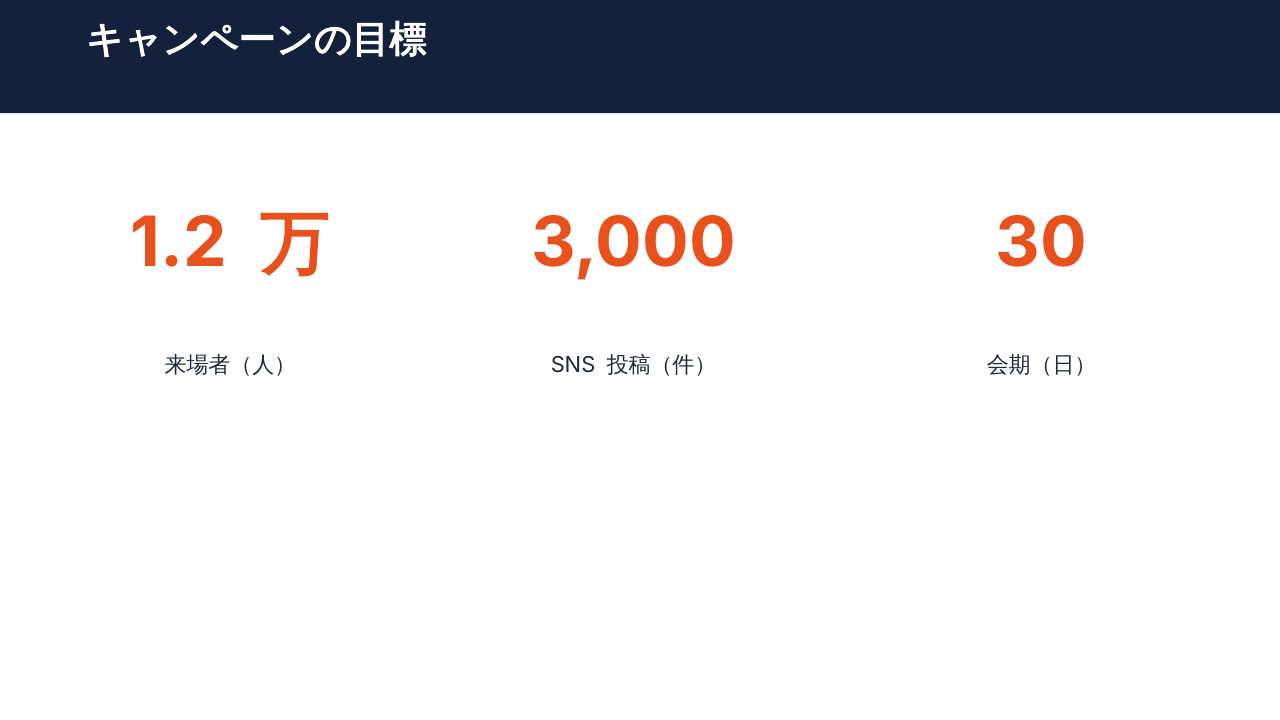 キャンペーンの目標
1.2 万
3,000
30
来場者（人）
SNS 投稿（件）
会期（日）